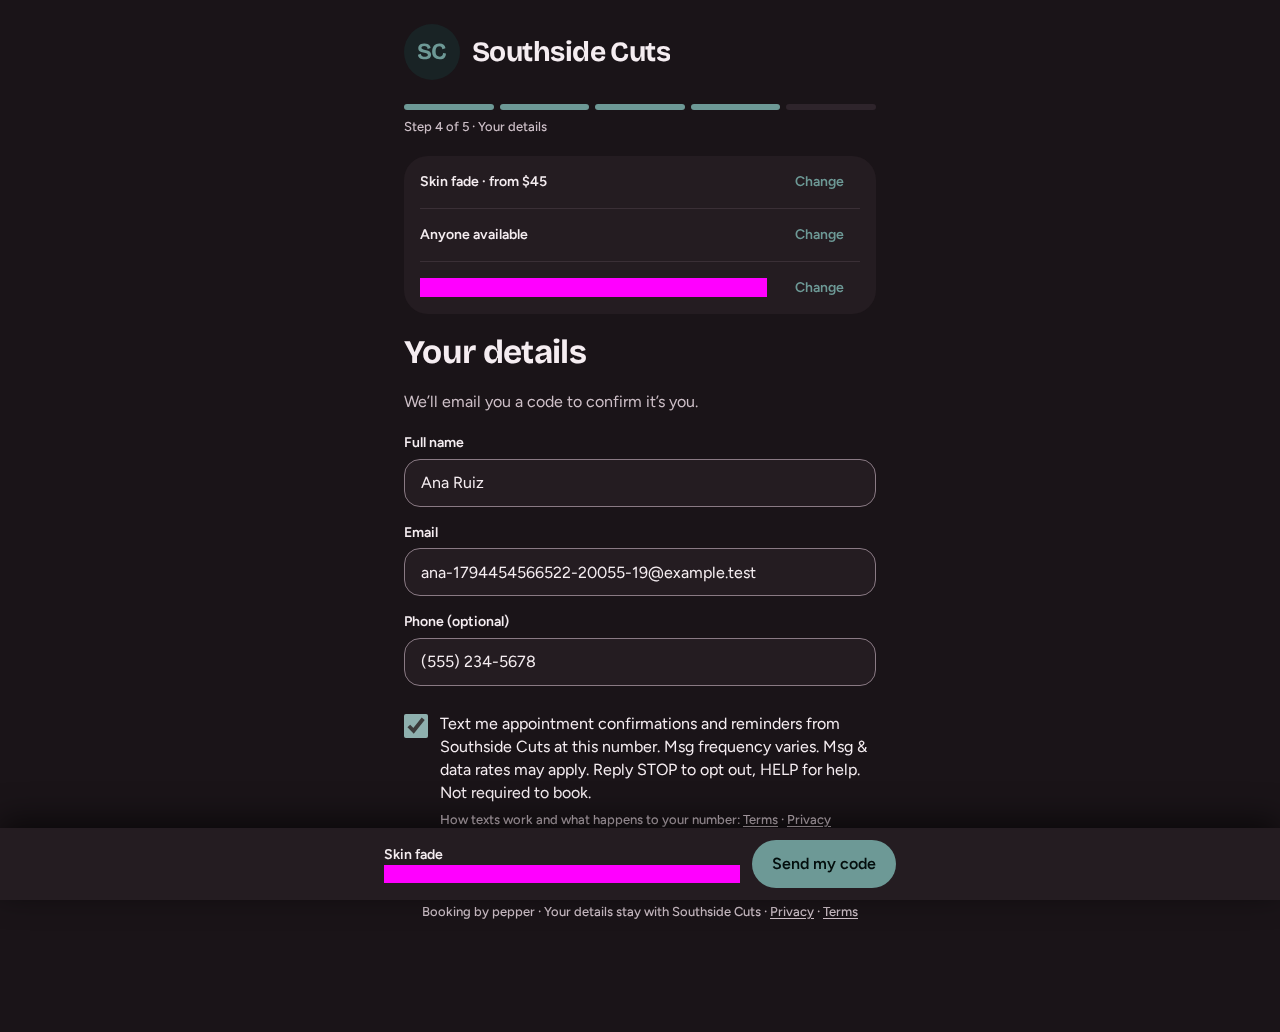 SC
Southside Cuts
Step 4 of 5 · Your details
Skin fade · from $45
Change
Anyone available
Change
Change
Your details
We’ll email you a code to confirm it’s you.
Full name
Ana Ruiz
Email
ana-1794454566522-20055-19@example.test
Phone (optional)
(555) 234-5678
Text me appointment confirmations and reminders from
Southside Cuts at this number. Msg frequency varies. Msg &
data rates may apply. Reply STOP to opt out, HELP for help.
Not required to book.
How texts work and what happens to your number: Terms · Privacy
Skin fade
Send my code
Booking by pepper · Your details stay with Southside Cuts · Privacy · Terms